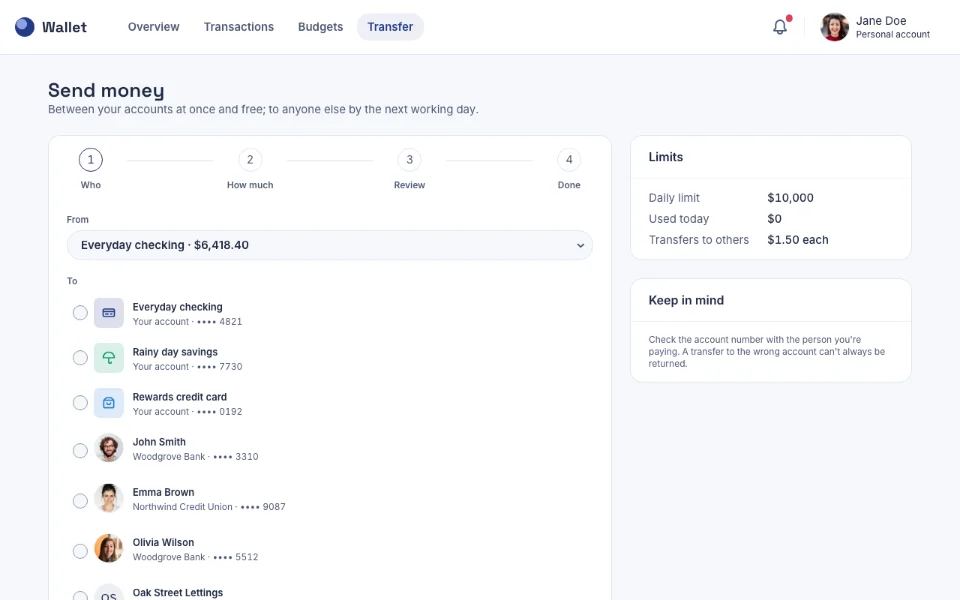 Wallet
Overview
Transactions
Budgets
Transfer
Jane Doe
Personal account
Send money
Between your accounts at once and free; to anyone else by the next working day.
1
2
3
4
Who
How much
Review
Done
From
Everyday checking · $6,418.40
To
Everyday checking
Your account · •••• 4821
Rainy day savings
Your account · •••• 7730
Rewards credit card
Your account · •••• 0192
John Smith
Woodgrove Bank · •••• 3310
Emma Brown
Northwind Credit Union · •••• 9087
Olivia Wilson
Woodgrove Bank · •••• 5512
OS
Oak Street Lettings
Limits
Daily limit $10,000
Used today $0
Transfers to others $1.50 each
Keep in mind
Check the account number with the person you're
paying. A transfer to the wrong account can't always be
returned.